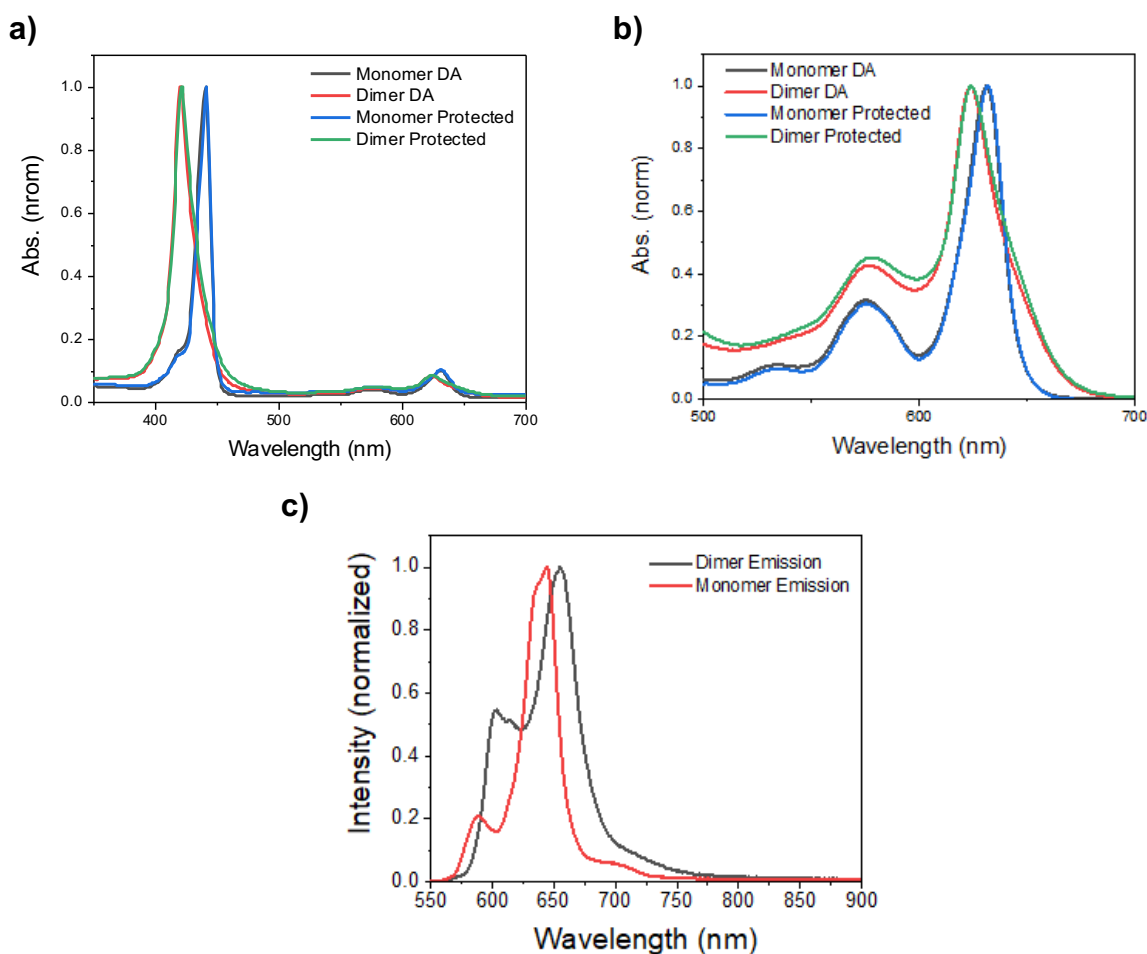 a)
Monomer DA
Dimer DA
Monomer Protected
Dimer Protected
1.0
0.8
0.6
0.4
0.2
0.0
Abs. (nrom)
400
500
600
700
Wavelength (nm)
b)
Monomer DA
Dimer DA
Monomer Protected
Dimer Protected
1.0
0.8
0.6
0.4
0.2
0.0
Abs. (norm)
500
600
700
Wavelength (nm)
c)
Dimer Emission
Monomer Emission
1.0
0.8
0.6
0.4
0.2
0.0
Intensity (normalized)
550
600
650
700
750
800
850
900
Wavelength (nm)